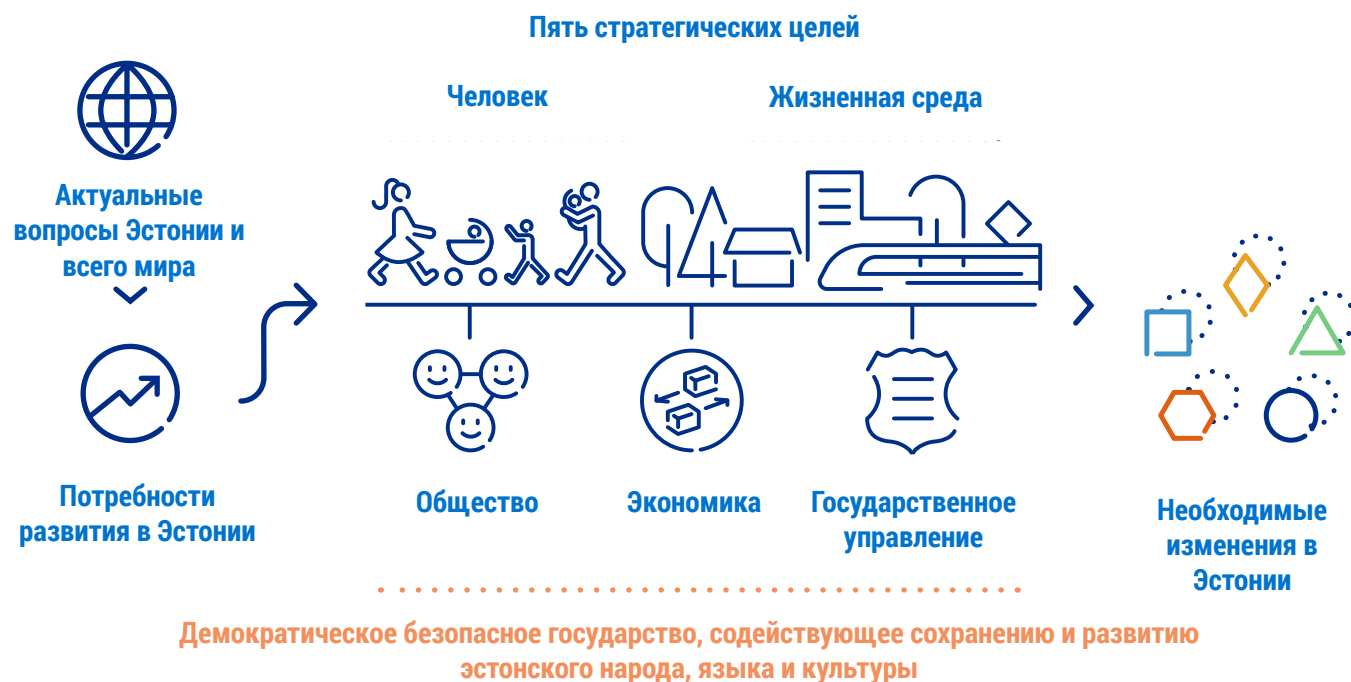 Пять стратегических целей
Человек
Жизненная среда
Актуальные
вопросы Эстонии и
всего мира
Потребности
развития в Эстонии
Общество
Экономика
Государственное
управление
Необходимые
изменения в
Эстонии
Демократическое безопасное государство, содействующее сохранению и развитию
эстонского народа, языка и культуры